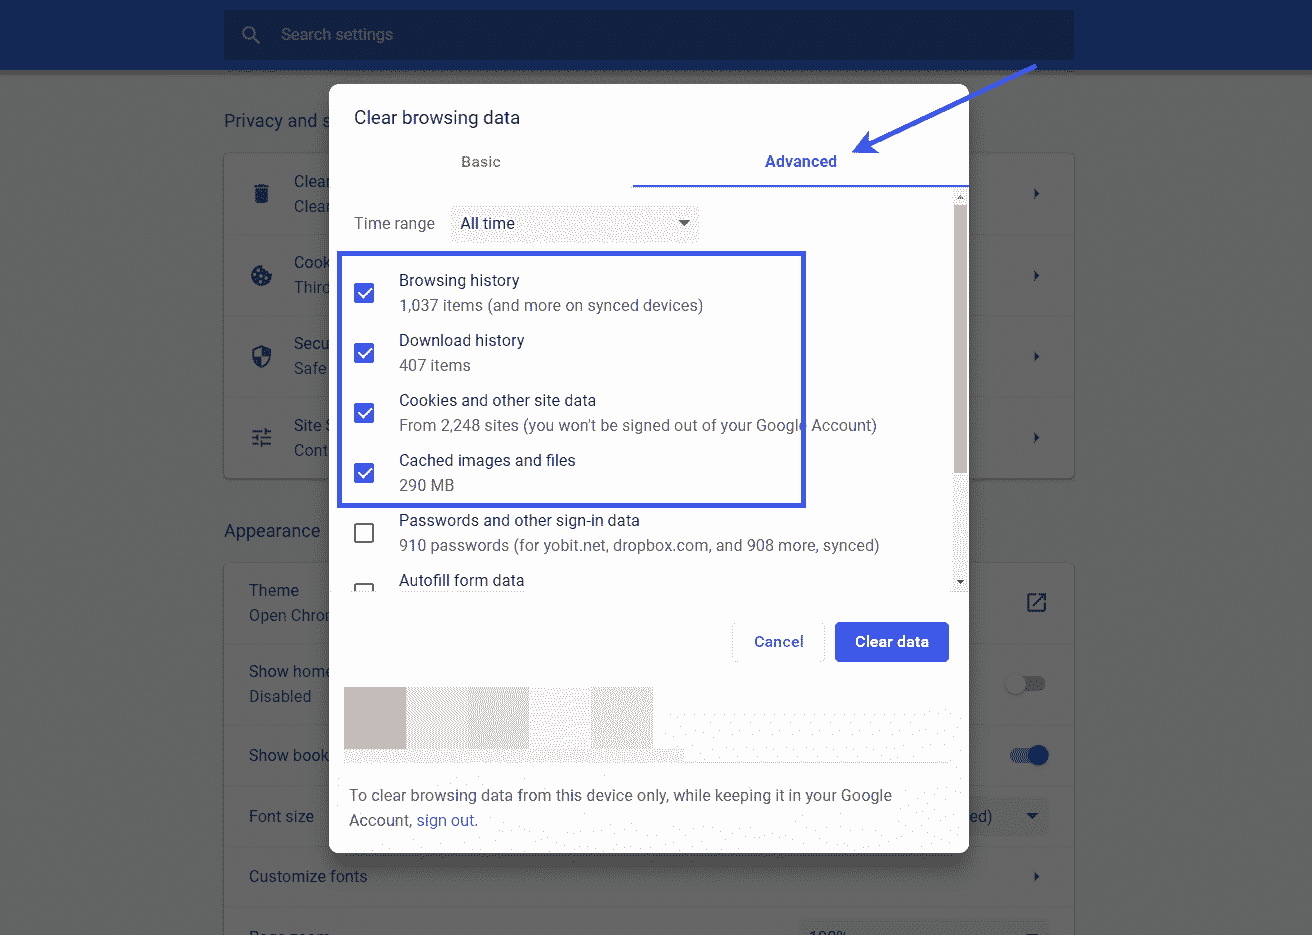 Search settings
Privacy and s
Clear browsing data
Basic
Advanced
Clear
Clear
Time range
All time
Cook
Third
Browsing history
1,037 items (and more on synced devices)
Download history
407 items
Secu
Safe
Cookies and other site data
From 2,248 sites (you won't be signed out of your Google Account)
Site S
Cont
Cached images and files
290 MB
Passwords and other sign-in data
910 passwords (for yobit.net, dropbox.com, and 908 more, synced)
Appearance
Autofill form data
Theme
Open Chron
Cancel
Clear data
Show home
Disabled
Show book
To clear browsing data from this device only, while keeping it in your Google
Account, sign out.
Font size
ed)
Customize fonts